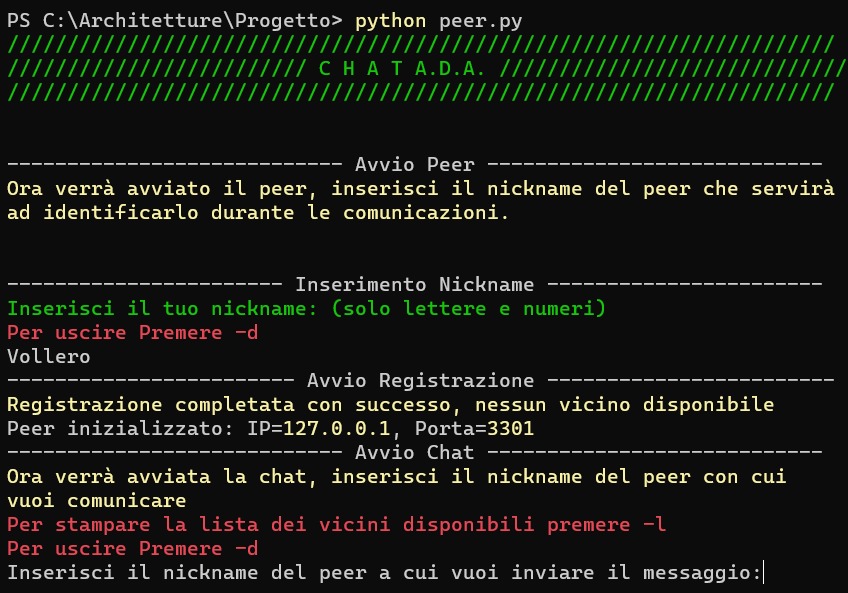 PS C:\Architetture\Progetto> python peer.py
/////////////////////////////////////////////////////////////////////
///////////////////////// C H A T A.D.A. /////////////////////////////
/////////////////////////////////////////////////////////////////////
---------------------------- Avvio Peer ----------------------------
Ora verrà avviato il peer, inserisci il nickname del peer che servirà
ad identificarlo durante le comunicazioni.
----------------------- Inserimento Nickname -----------------------
Inserisci il tuo nickname: (solo lettere e numeri)
Per uscire Premere -d
Vollero
------------------------ Avvio Registrazione ------------------------
Registrazione completata con successo, nessun vicino disponibile
Peer inizializzato: IP=127.0.0.1, Porta=3301
---------------------------- Avvio Chat ----------------------------
Ora verrà avviata la chat, inserisci il nickname del peer con cui
vuoi comunicare
Per stampare la lista dei vicini disponibili premere -l
Per uscire Premere -d
Inserisci il nickname del peer a cui vuoi inviare il messaggio: